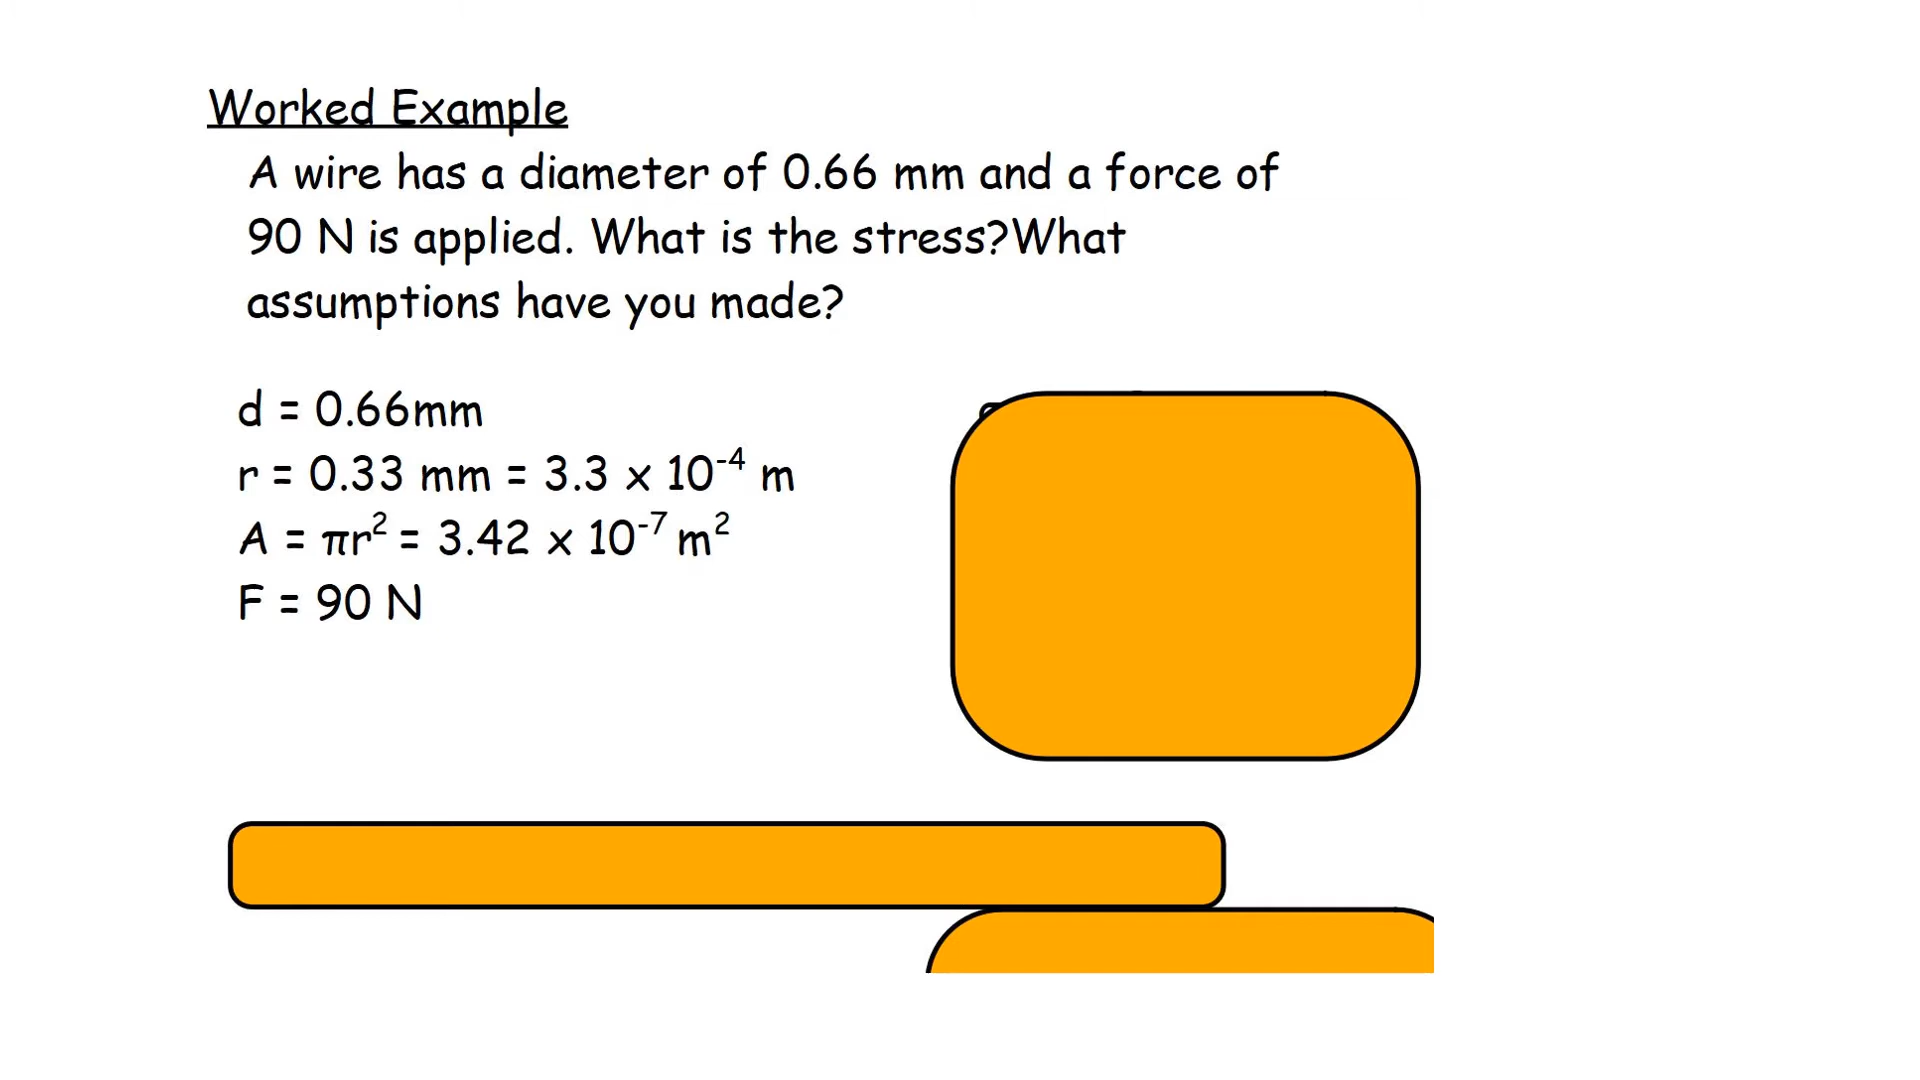 Worked Example
A wire has a diameter of 0.66 mm and a force of
90 N is applied. What is the stress?What
assumptions have you made?
d = 0.66mm
r = 0.33 mm = 3.3 x 10⁻⁴ m
A = πr² = 3.42 x 10⁻⁷ m²
F = 90 N